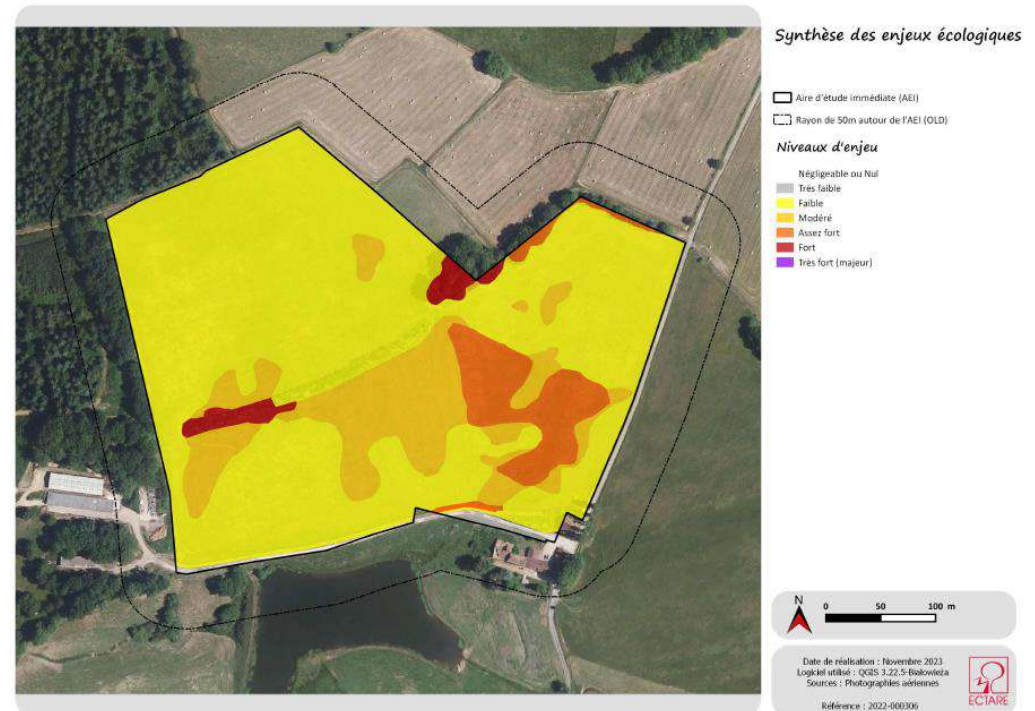 Synthèse des enjeux écologiques
Aire d'étude immédiate (AEI)
Rayon de 50m autour de l'AEI (OLD)
Niveaux d'enjeu
Négligeable ou Nul
Très faible
Faible
Modéré
Assez fort
Fort
Très fort (majeur)
N
0 50 100 m
Date de réalisation : Novembre 2023
Logiciel utilisé : QGIS 3.22.5-Białowieża
Sources : Photographies aériennes
Référence : 2022-000306
ECTARE